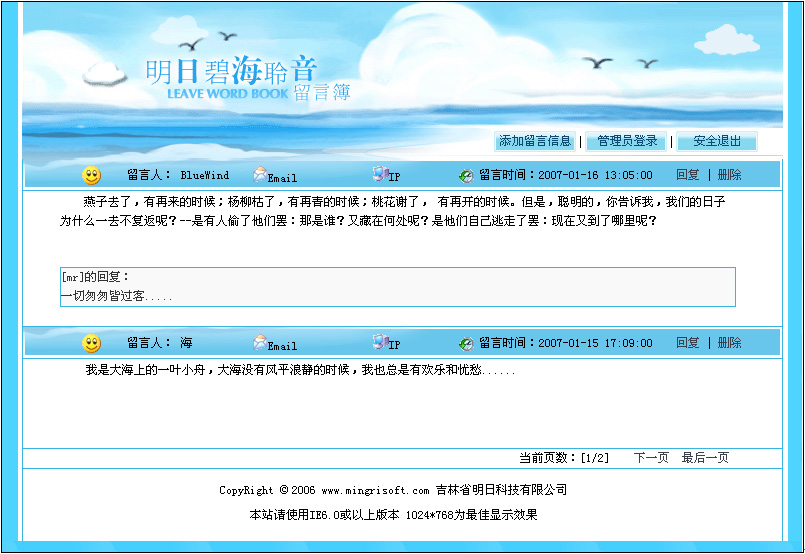 明日碧海聆音
LEAVE WORD BOOK 留言簿
添加留言信息 | 管理员登录 | 安全退出
留言人： BlueWind Email IP 留言时间：2007-01-16 13:05:00 回复 | 删除
燕子去了，有再来的时候；杨柳枯了，有再青的时候；桃花谢了， 有再开的时候。但是，聪明的，你告诉我，我们的日子
为什么一去不复返呢？--是有人偷了他们罢：那是谁？又藏在何处呢？是他们自己逃走了罢：现在又到了哪里呢？
[mr]的回复：
一切匆匆皆过客.....
留言人： 海 Email IP 留言时间：2007-01-15 17:09:00 回复 | 删除
我是大海上的一叶小舟，大海没有风平浪静的时候，我也总是有欢乐和忧愁......
当前页数：[1/2] 下一页 最后一页
CopyRight ©2006 www.mingrisoft.com 吉林省明日科技有限公司
本站请使用IE6.0或以上版本 1024*768为最佳显示效果